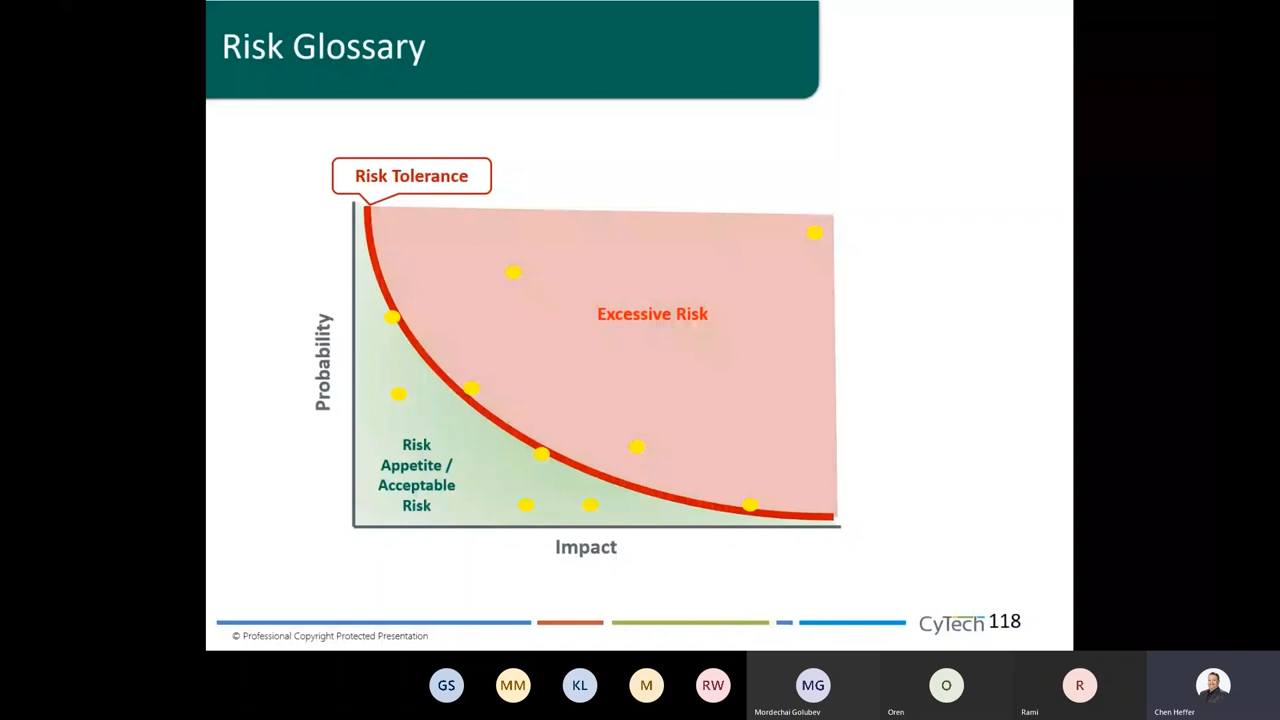 Risk Glossary
Risk Tolerance
Excessive Risk
Probability
Risk
Appetite /
Acceptable
Risk
Impact
© Professional Copyright Protected Presentation
CyTech 118
GS
MM
KL
M
RW
MG
O
R
Mordechai Golubev
Oren
Rami
Chen Heffer